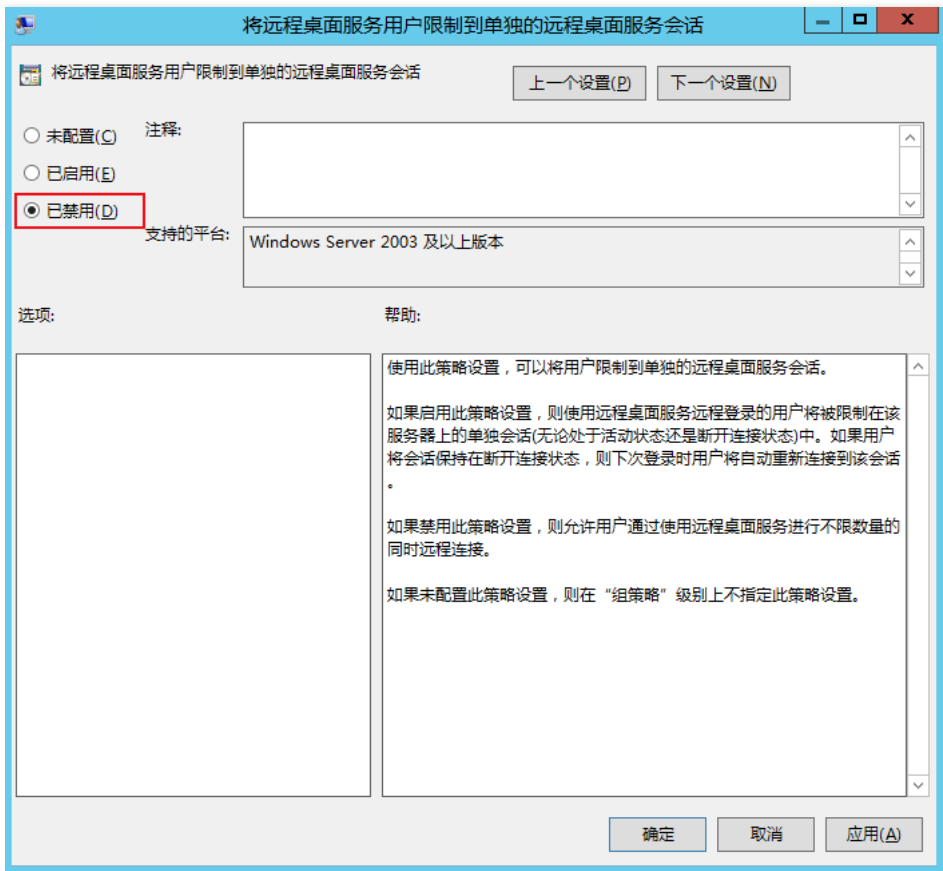 将远程桌面服务用户限制到单独的远程桌面服务会话
将远程桌面服务用户限制到单独的远程桌面服务会话
上一个设置(P)
下一个设置(N)
未配置(C)
注释:
已启用(E)
已禁用(D)
支持的平台:
Windows Server 2003 及以上版本
选项:
帮助:
使用此策略设置，可以将用户限制到单独的远程桌面服务会话。
如果启用此策略设置，则使用远程桌面服务远程登录的用户将被限制在该
服务器上的单独会话(无论处于活动状态还是断开连接状态)中。如果用户
将会话保持在断开连接状态，则下次登录时用户将自动重新连接到该会话
。
如果禁用此策略设置，则允许用户通过使用远程桌面服务进行不限数量的
同时远程连接。
如果未配置此策略设置，则在“组策略”级别上不指定此策略设置。
确定
取消
应用(A)